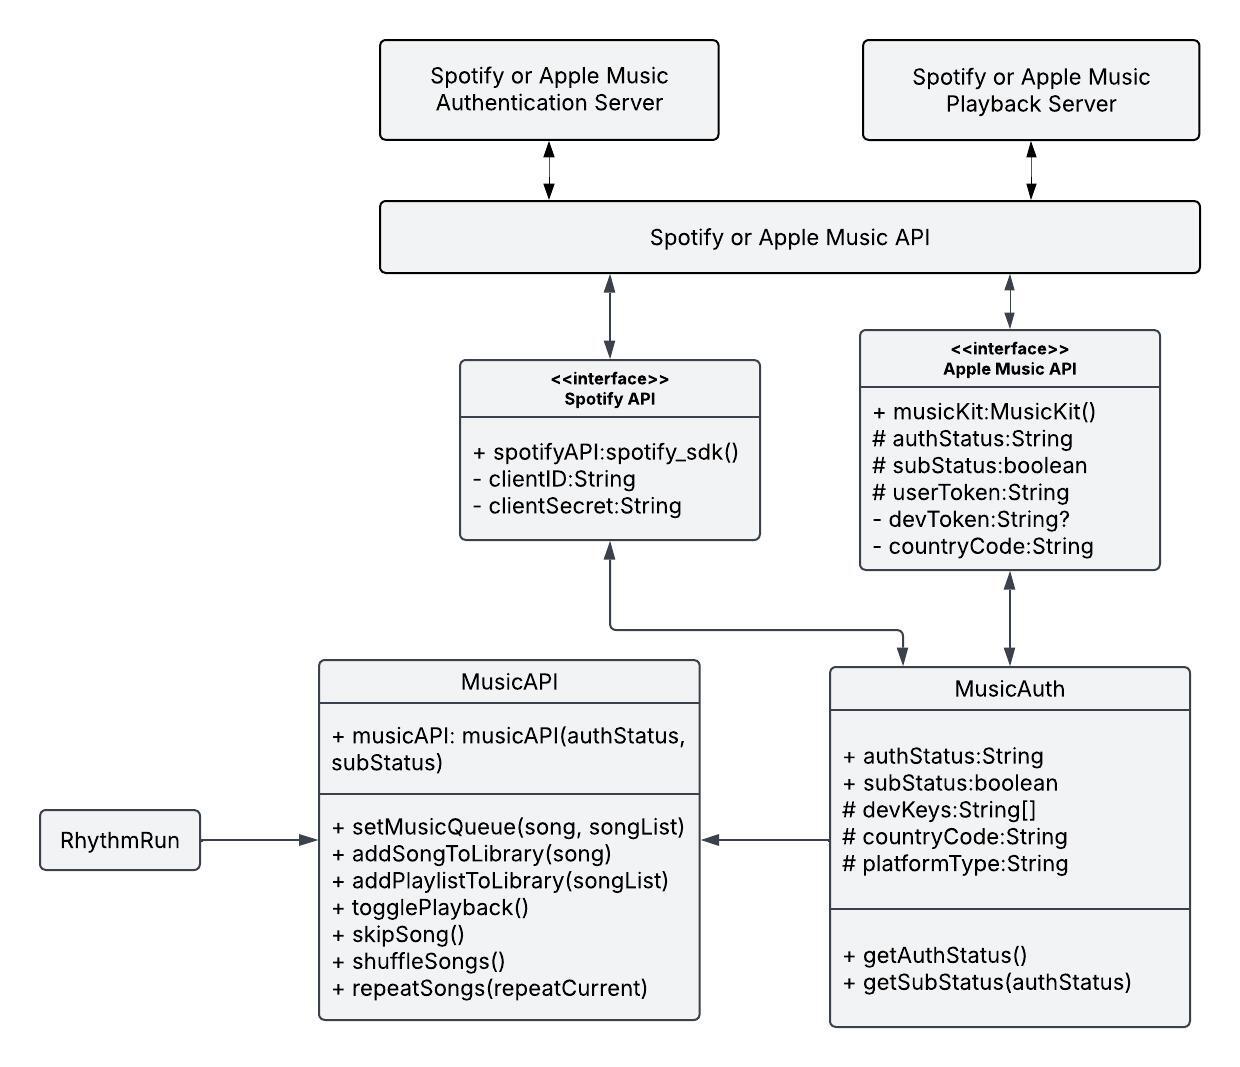 Spotify or Apple Music
Authentication Server
Spotify or Apple Music
Playback Server
Spotify or Apple Music API
<<interface>>
Spotify API
+ spotifyAPI:spotify_sdk()
- clientID:String
- clientSecret:String
<<interface>>
Apple Music API
+ musicKit:MusicKit()
# authStatus:String
# subStatus:boolean
# userToken:String
- devToken:String?
- countryCode:String
RhythmRun
MusicAPI
+ musicAPI: musicAPI(authStatus,
subStatus)
+ setMusicQueue(song, songList)
+ addSongToLibrary(song)
+ addPlaylistToLibrary(songList)
+ togglePlayback()
+ skipSong()
+ shuffleSongs()
+ repeatSongs(repeatCurrent)
MusicAuth
+ authStatus:String
+ subStatus:boolean
# devKeys:String[]
# countryCode:String
# platformType:String
+ getAuthStatus()
+ getSubStatus(authStatus)